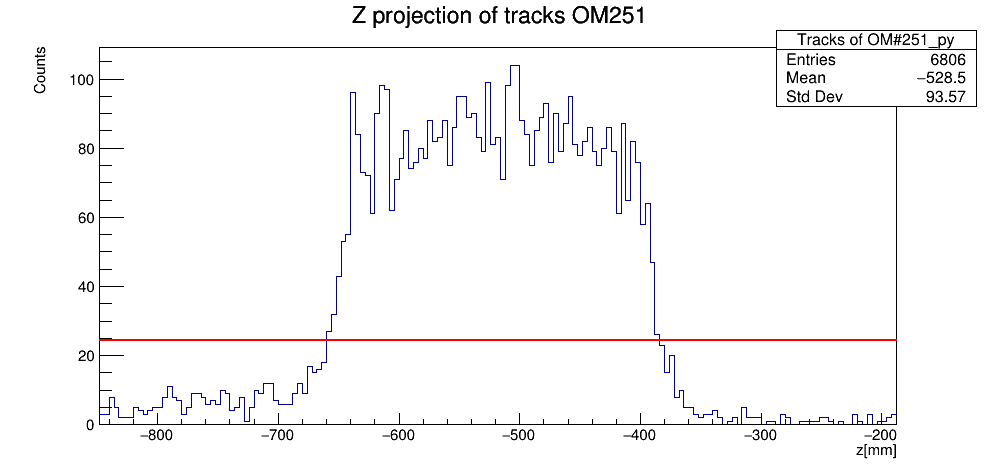 Z projection of tracks OM251
Tracks of OM#251_py
Entries 6806
Mean −528.5
Std Dev 93.57
Counts
100
80
60
40
20
0
−800 −700 −600 −500 −400 −300 −200
z[mm]